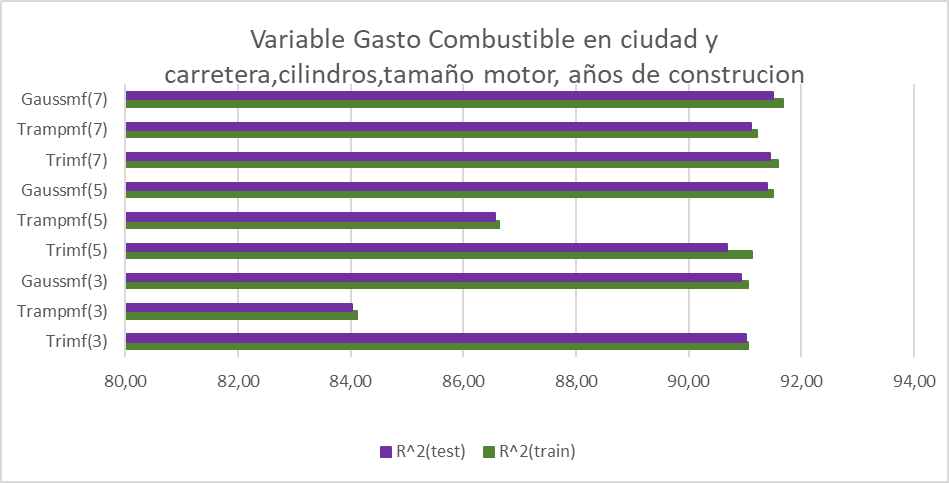 Variable Gasto Combustible en ciudad y
carretera,cilindros,tamaño motor, años de construcion
Gaussmf(7)
Trampmf(7)
Trimf(7)
Gaussmf(5)
Trampmf(5)
Trimf(5)
Gaussmf(3)
Trampmf(3)
Trimf(3)
80,00 82,00 84,00 86,00 88,00 90,00 92,00 94,00
R^2(test) R^2(train)